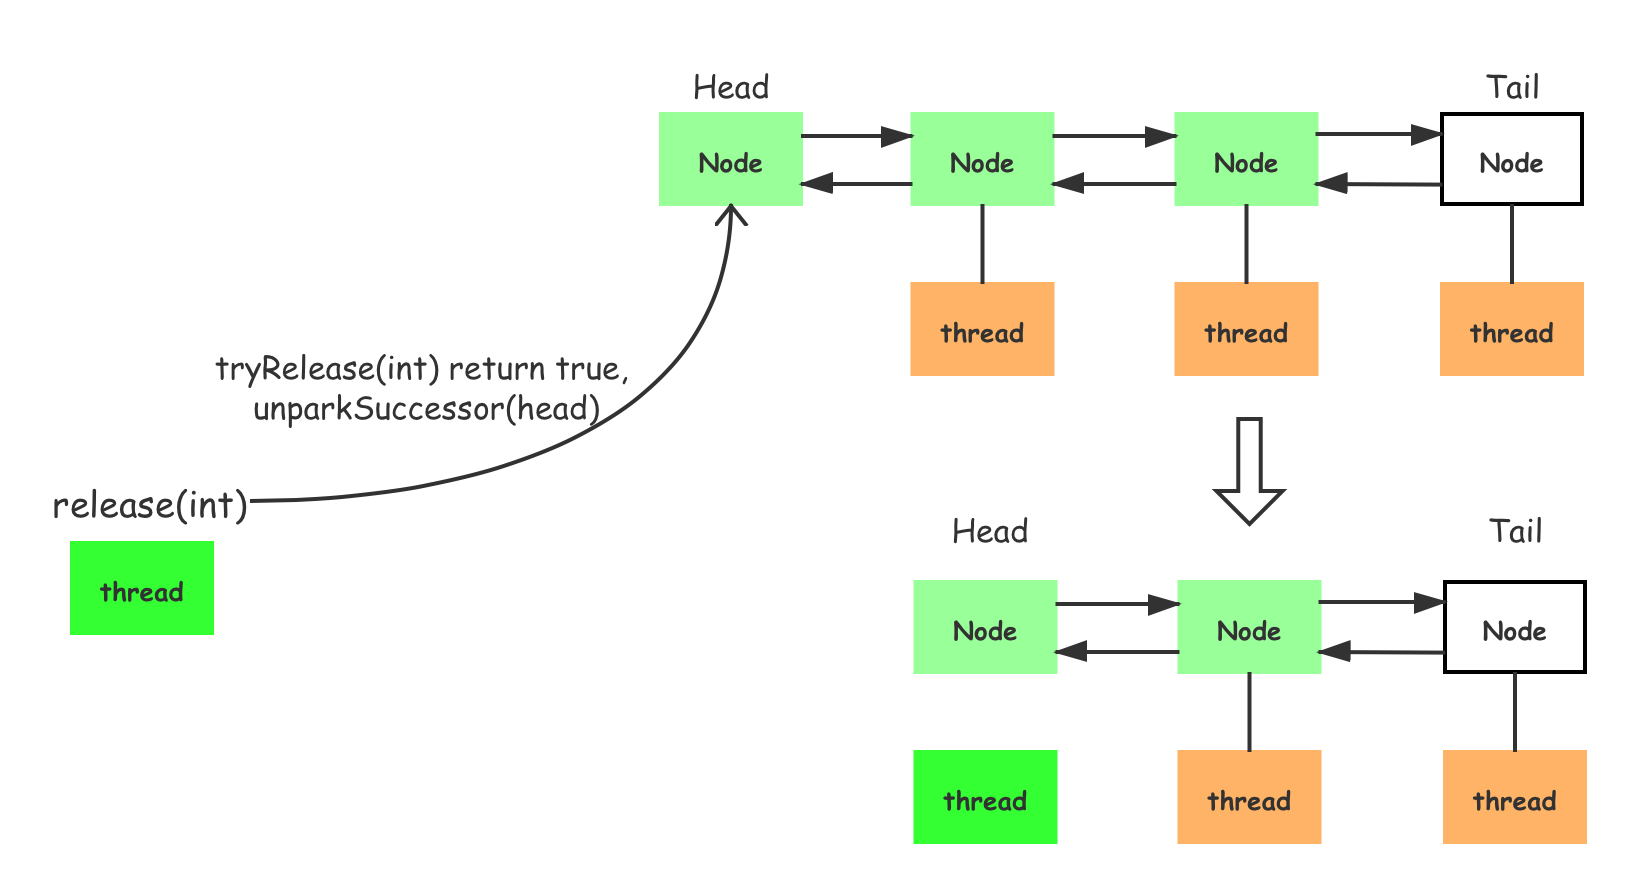 Head
Tail
Node
Node
Node
Node
thread
thread
thread
tryRelease(int) return true,
unparkSuccessor(head)
release(int)
thread
Head
Tail
Node
Node
Node
thread
thread
thread